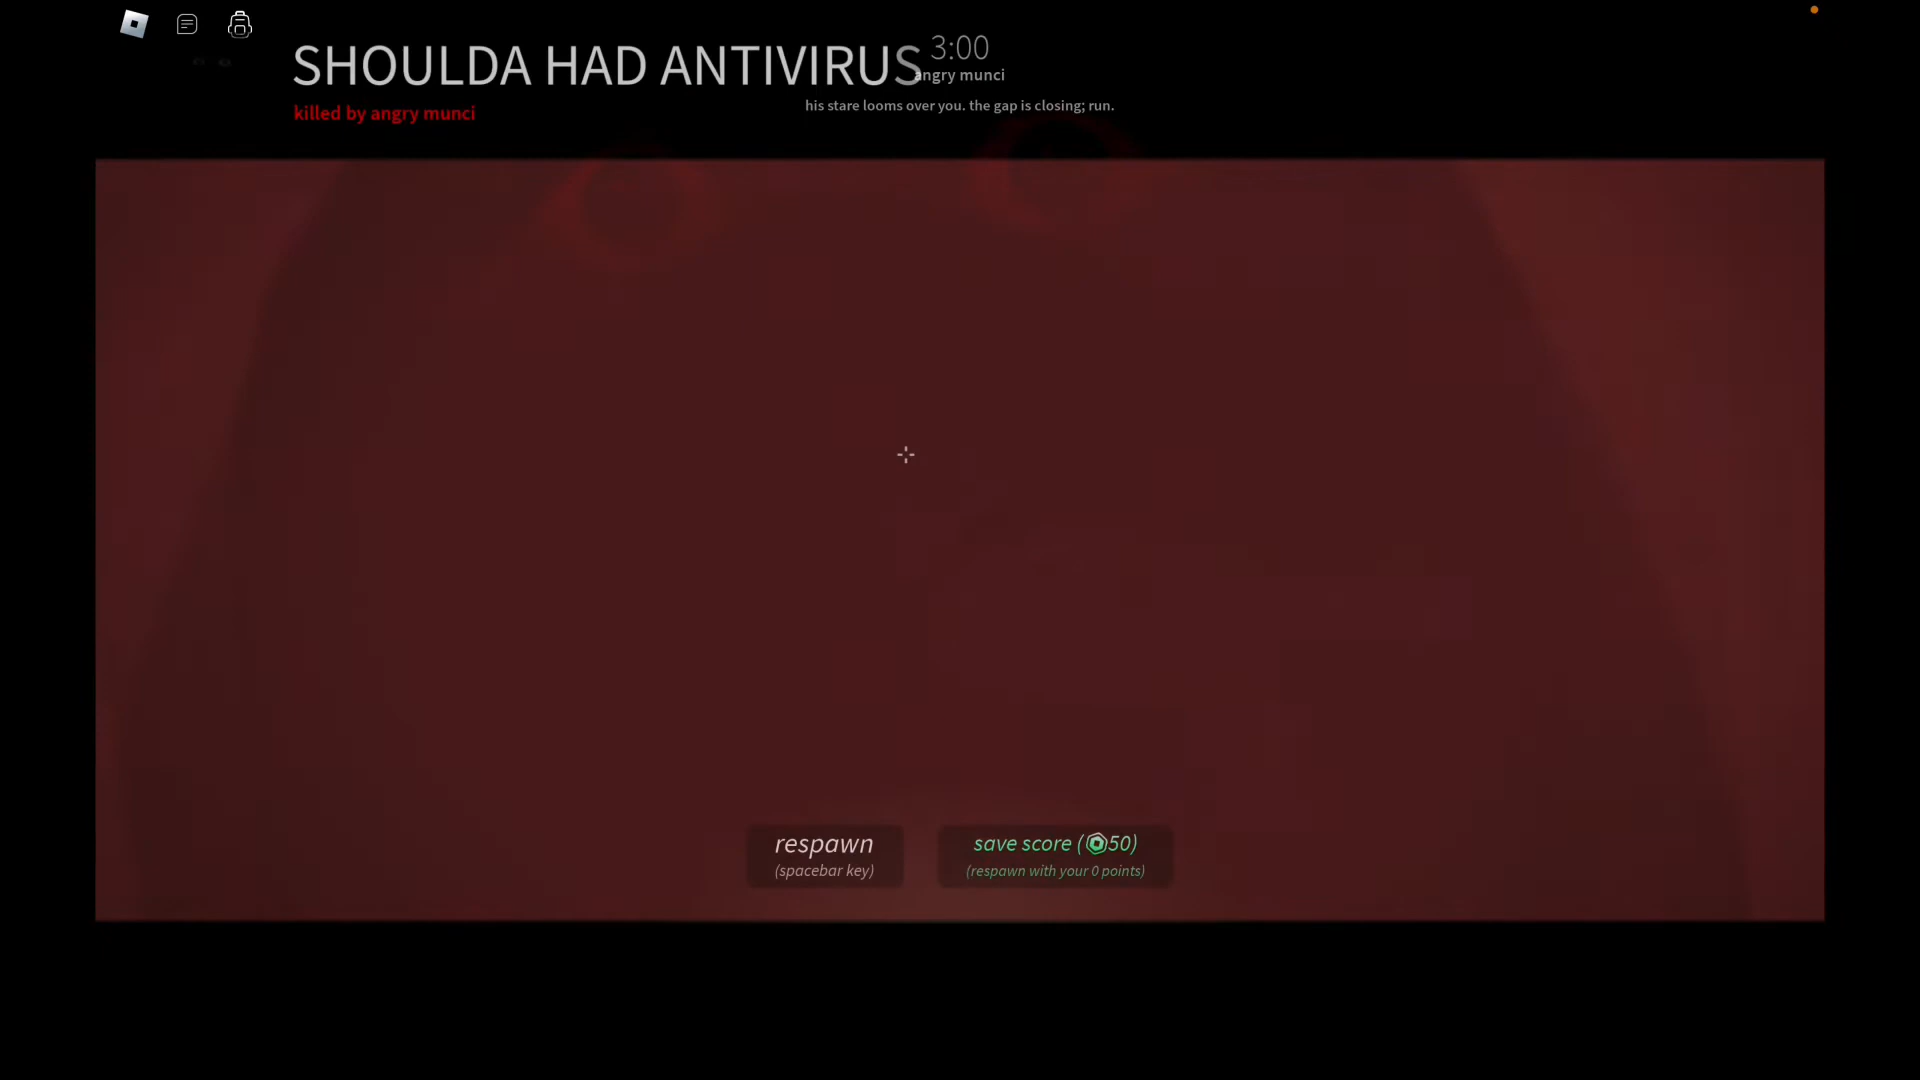 SHOULDA HAD ANTIVIRUS
killed by angry munci
3:00
angry munci
his stare looms over you. the gap is closing; run.
respawn
(spacebar key)
save score (50)
(respawn with your 0 points)